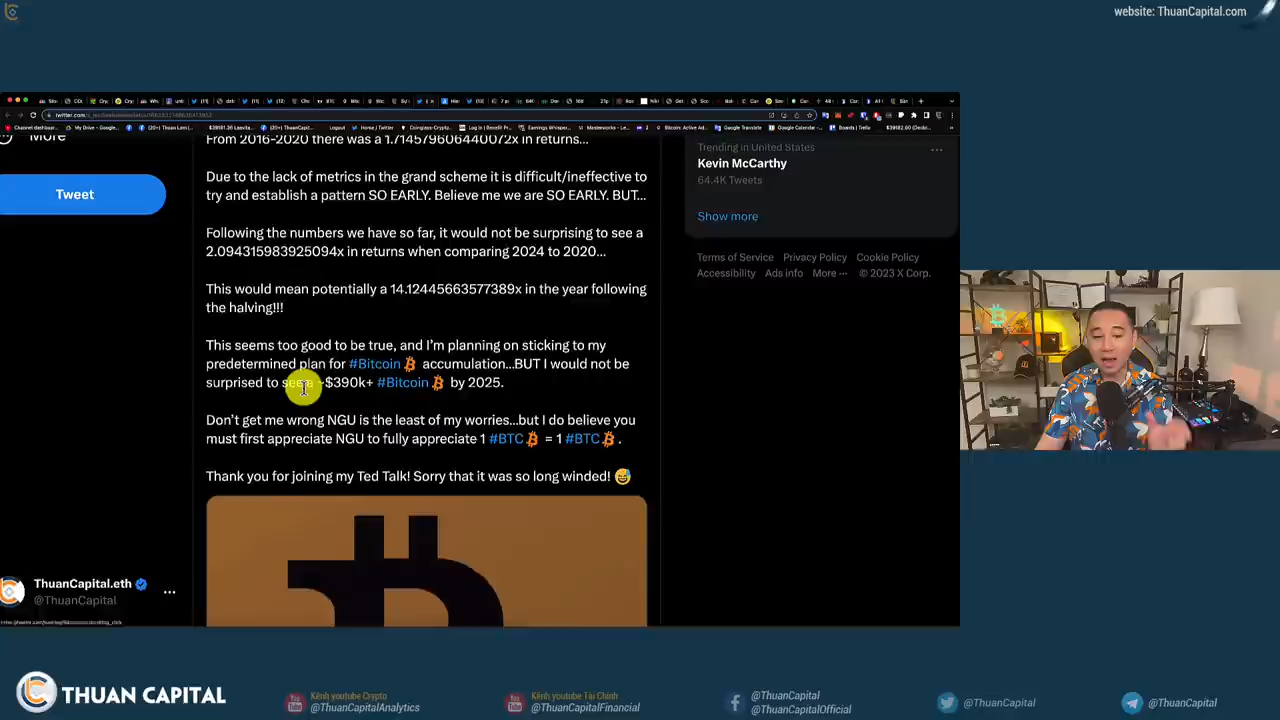 website: ThuanCapital.com
More
Tweet
From 2016-2020 there was a 1.714579606440072x in returns...
Due to the lack of metrics in the grand scheme it is difficult/ineffective to
try and establish a pattern SO EARLY. Believe me we are SO EARLY. BUT...
Following the numbers we have so far, it would not be surprising to see a
2.094315983925094x in returns when comparing 2024 to 2020...
This would mean potentially a 14.12445663577389x in the year following
the halving!!!
This seems too good to be true, and I'm planning on sticking to my
predetermined plan for #Bitcoin accumulation...BUT I would not be
surprised to see a ~$390k+ #Bitcoin by 2025.
Don't get me wrong NGU is the least of my worries...but I do believe you
must first appreciate NGU to fully appreciate 1 #BTC = 1 #BTC .
Thank you for joining my Ted Talk! Sorry that it was so long winded! 😅
Trending in United States
Kevin McCarthy
64.4K Tweets
Show more
Terms of Service Privacy Policy Cookie Policy
Accessibility Ads info More ··· © 2023 X Corp.
ThuanCapital.eth
@ThuanCapital
THUAN CAPITAL
Kênh youtube Crypto
@ThuanCapitalAnalytics
Kênh youtube Tài Chính
@ThuanCapitalFinancial
@ThuanCapital
@ThuanCapitalOfficial
@ThuanCapital
@ThuanCapital